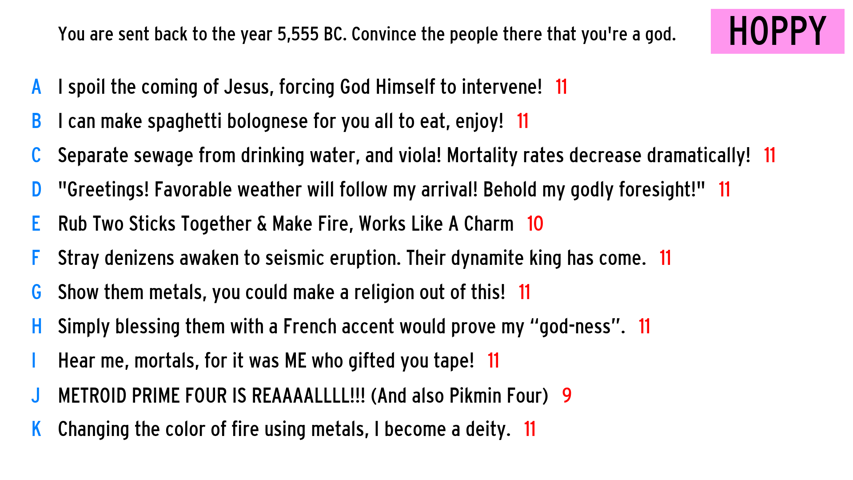 You are sent back to the year 5,555 BC. Convince the people there that you're a god.
HOPPY
A I spoil the coming of Jesus, forcing God Himself to intervene! 11
B I can make spaghetti bolognese for you all to eat, enjoy! 11
C Separate sewage from drinking water, and viola! Mortality rates decrease dramatically! 11
D "Greetings! Favorable weather will follow my arrival! Behold my godly foresight!" 11
E Rub Two Sticks Together & Make Fire, Works Like A Charm 10
F Stray denizens awaken to seismic eruption. Their dynamite king has come. 11
G Show them metals, you could make a religion out of this! 11
H Simply blessing them with a French accent would prove my “god-ness”. 11
I Hear me, mortals, for it was ME who gifted you tape! 11
J METROID PRIME FOUR IS REAAAALLLL!!! (And also Pikmin Four) 9
K Changing the color of fire using metals, I become a deity. 11